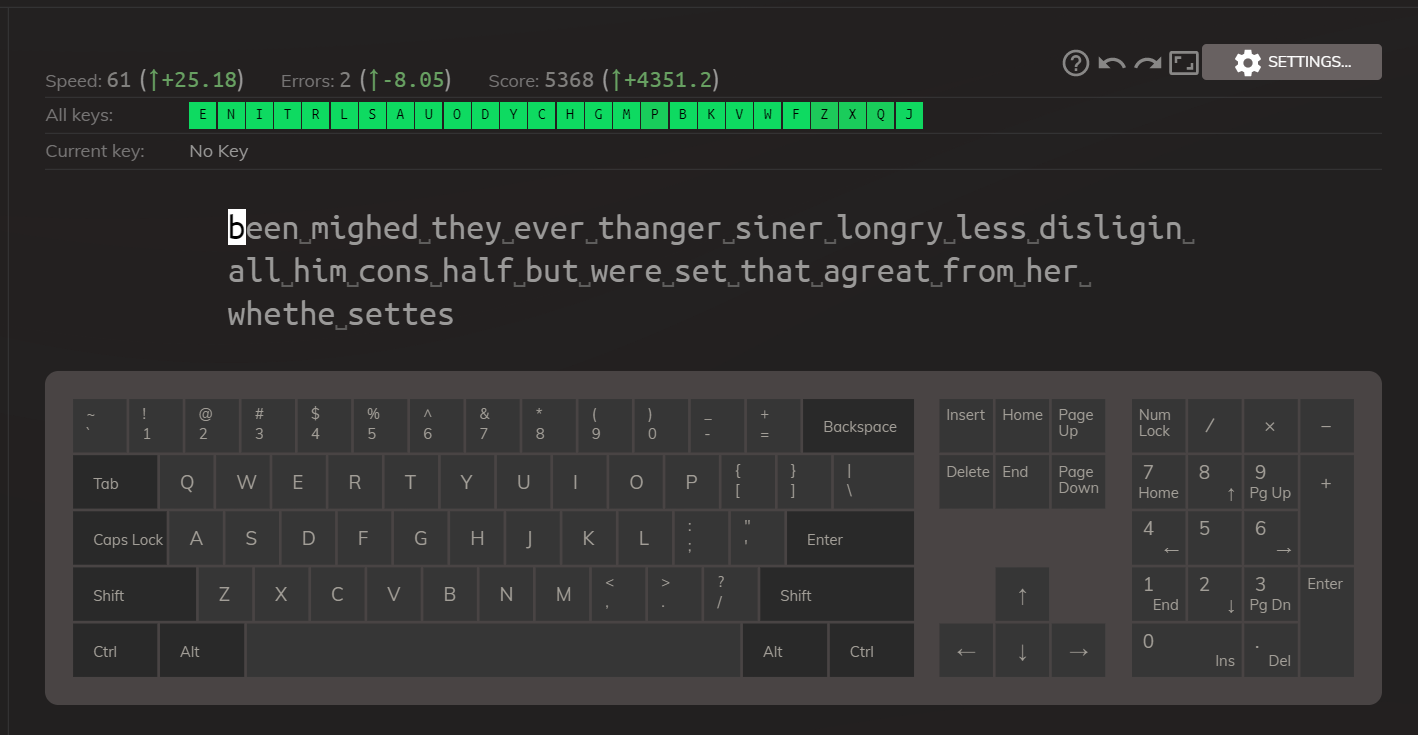 Speed: 61 (↑+25.18) Errors: 2 (↑-8.05) Score: 5368 (↑+4351.2)
SETTINGS...
All keys: E N I T R L S A U O D Y C H G M P B K V W F Z X Q J
Current key: No Key
been␣mighed␣they␣ever␣thanger␣siner␣longry␣less␣disligin␣
all␣him␣cons␣half␣but␣were␣set␣that␣agreat␣from␣her␣
whethe␣settes
~ ! @ # $ % ^ & * ( ) _ +
` 1 2 3 4 5 6 7 8 9 0 - = Backspace
Tab Q W E R T Y U I O P { [ } ] | \
Caps Lock A S D F G H J K L : ; " ' Enter
Shift Z X C V B N M < , > . ? / Shift
Ctrl Alt Alt Ctrl
Insert Home Page Up
Delete End Page Down
↑
← ↓ →
Num Lock / × −
7 Home 8 ↑ 9 Pg Up +
4 ← 5 6 →
1 End 2 ↓ 3 Pg Dn Enter
0 Ins . Del